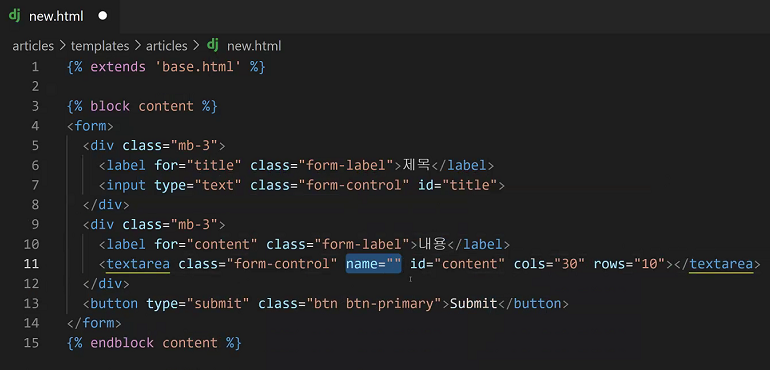 dj new.html
articles > templates > articles > dj new.html
1 {% extends 'base.html' %}
2
3 {% block content %}
4 <form>
5 <div class="mb-3">
6 <label for="title" class="form-label">제목</label>
7 <input type="text" class="form-control" id="title">
8 </div>
9 <div class="mb-3">
10 <label for="content" class="form-label">내용</label>
11 <textarea class="form-control" name="" id="content" cols="30" rows="10"></textarea>
12 </div>
13 <button type="submit" class="btn btn-primary">Submit</button>
14 </form>
15 {% endblock content %}